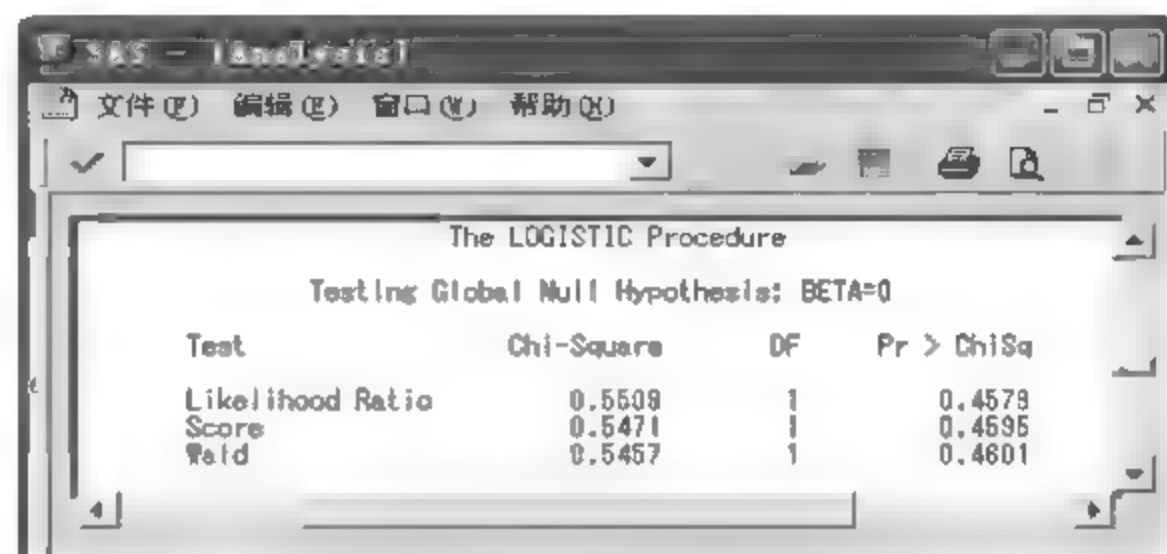 SAS - [Analysis]
文件(F) 编辑(E) 窗口(W) 帮助(H)
The LOGISTIC Procedure
Testing Global Null Hypothesis: BETA=0
Test Chi-Square DF Pr > ChiSq
Likelihood Ratio 0.5509 1 0.4579
Score 0.5471 1 0.4595
Wald 0.5457 1 0.4601